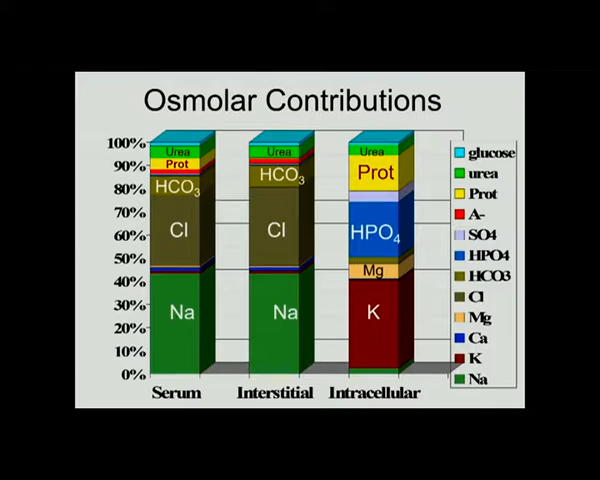 Osmolar Contributions
100%
90%
80%
70%
60%
50%
40%
30%
20%
10%
0%
Urea
Prot
HCO3
Cl
Na
Urea
HCO3
Cl
Na
Urea
Prot
HPO4
Mg
K
Serum
Interstitial
Intracellular
glucose
urea
Prot
A-
SO4
HPO4
HCO3
Cl
Mg
Ca
K
Na